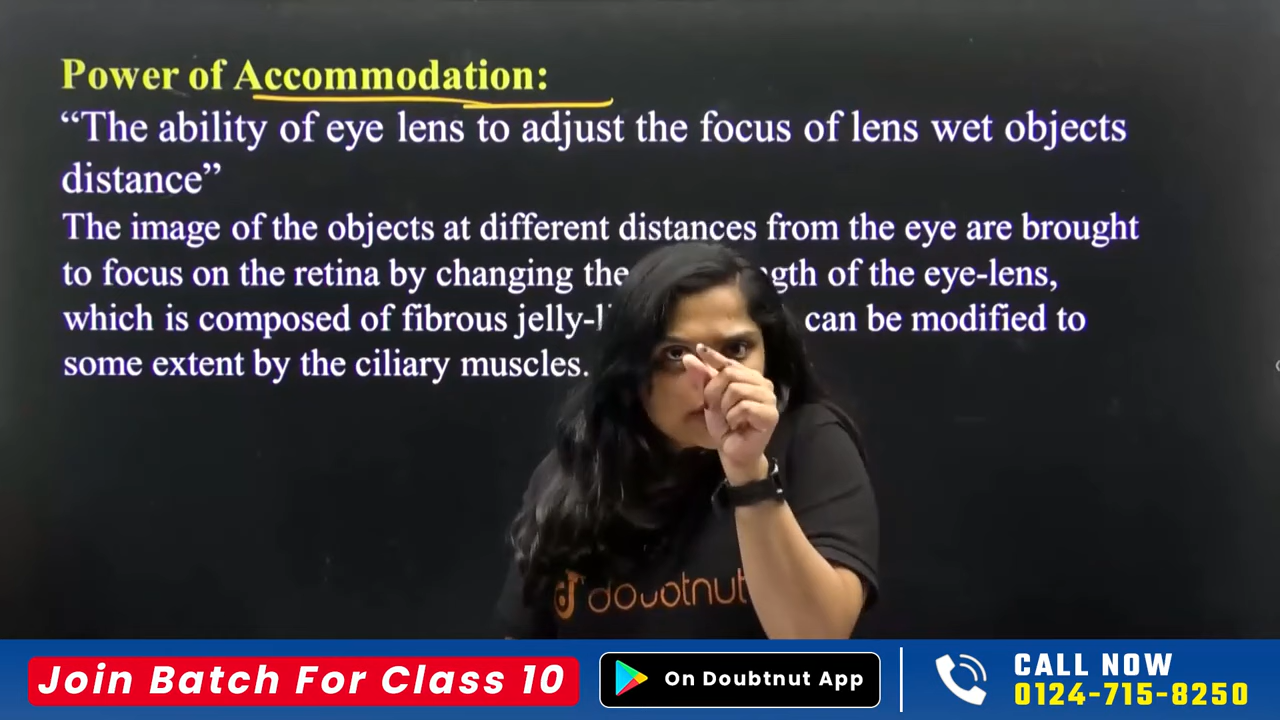 Power of Accommodation:
“The ability of eye lens to adjust the focus of lens wet objects
distance”
The image of the objects at different distances from the eye are brought
to focus on the retina by changing the gth of the eye-lens,
which is composed of fibrous jelly-l can be modified to
some extent by the ciliary muscles.
doubtnut
Join Batch For Class 10
On Doubtnut App
CALL NOW
0124-715-8250